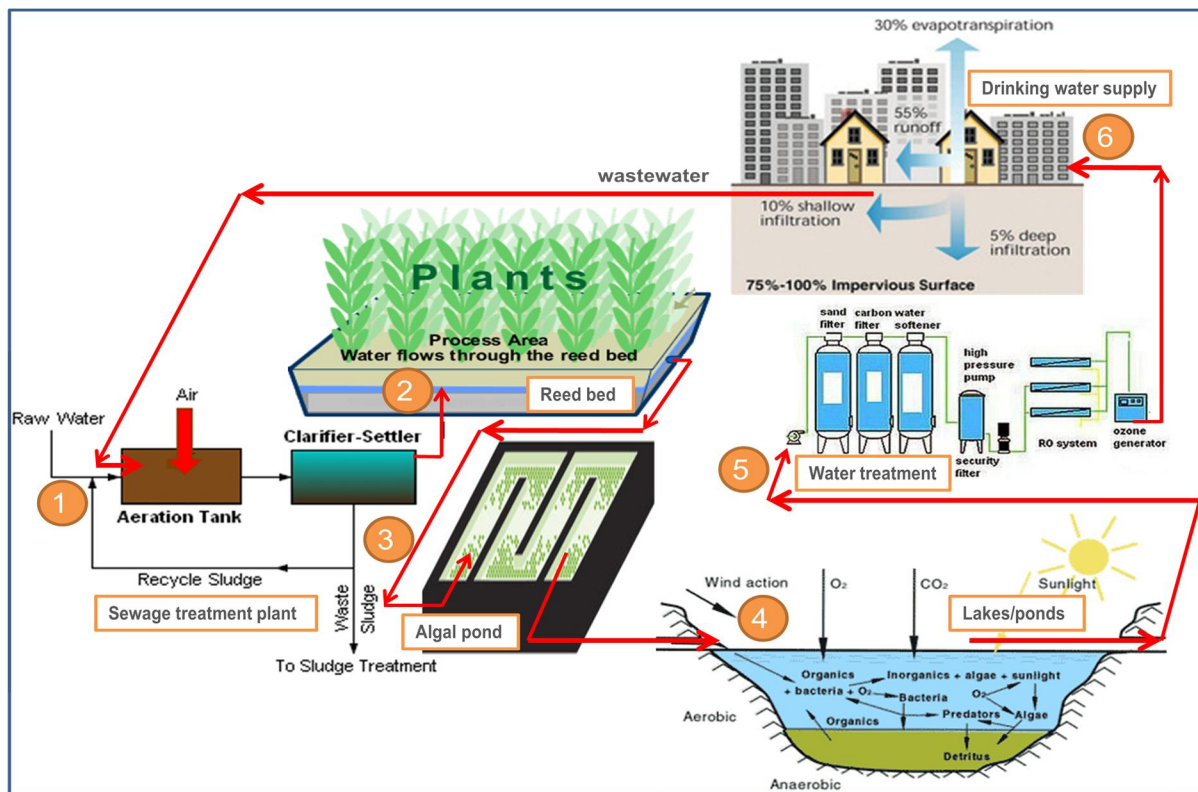 30% evapotranspiration
Drinking water supply
55%
runoff
6
wastewater
10% shallow
infiltration
5% deep
infiltration
75%-100% Impervious Surface
Plants
Process Area
Water flows through the reed bed
2
Reed bed
Raw Water
Air
Clarifier-Settler
1
Aeration Tank
3
Recycle Sludge
Waste
Sludge
Sewage treatment plant
To Sludge Treatment
Algal pond
sand
filter
carbon
filter
water
softener
high
pressure
pump
security
filter
RO system
ozone
generator
5
Water treatment
Wind action
4
O2
CO2
Sunlight
Lakes/ponds
Organics
+ bacteria + O2
Inorganics + algae + sunlight
Bacteria
O2
Organics
Predators
Algae
Detritus
Aerobic
Anaerobic